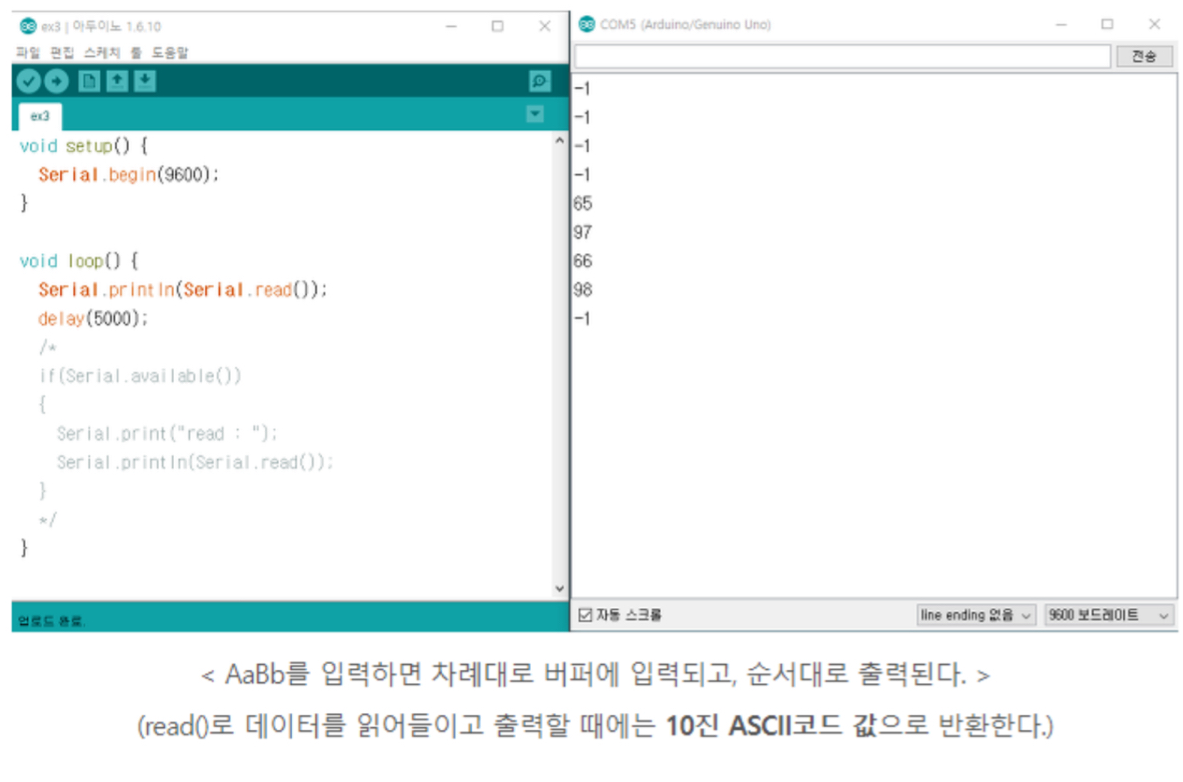 ex3 | 아두이노 1.6.10
파일 편집 스케치 툴 도움말
ex3
void setup() {
  Serial.begin(9600);
}
void loop() {
  Serial.println(Serial.read());
  delay(5000);
  /*
  if(Serial.available())
  {
    Serial.print("read : ");
    Serial.println(Serial.read());
  }
  */
}
업로드 완료.
COM5 (Arduino/Genuino Uno)
전송
-1
-1
-1
-1
65
97
66
98
-1
자동 스크롤
line ending 없음
9600 보드레이트
< AaBb를 입력하면 차례대로 버퍼에 입력되고, 순서대로 출력된다. >
(read()로 데이터를 읽어들이고 출력할 때에는 10진 ASCII코드 값으로 반환한다.)